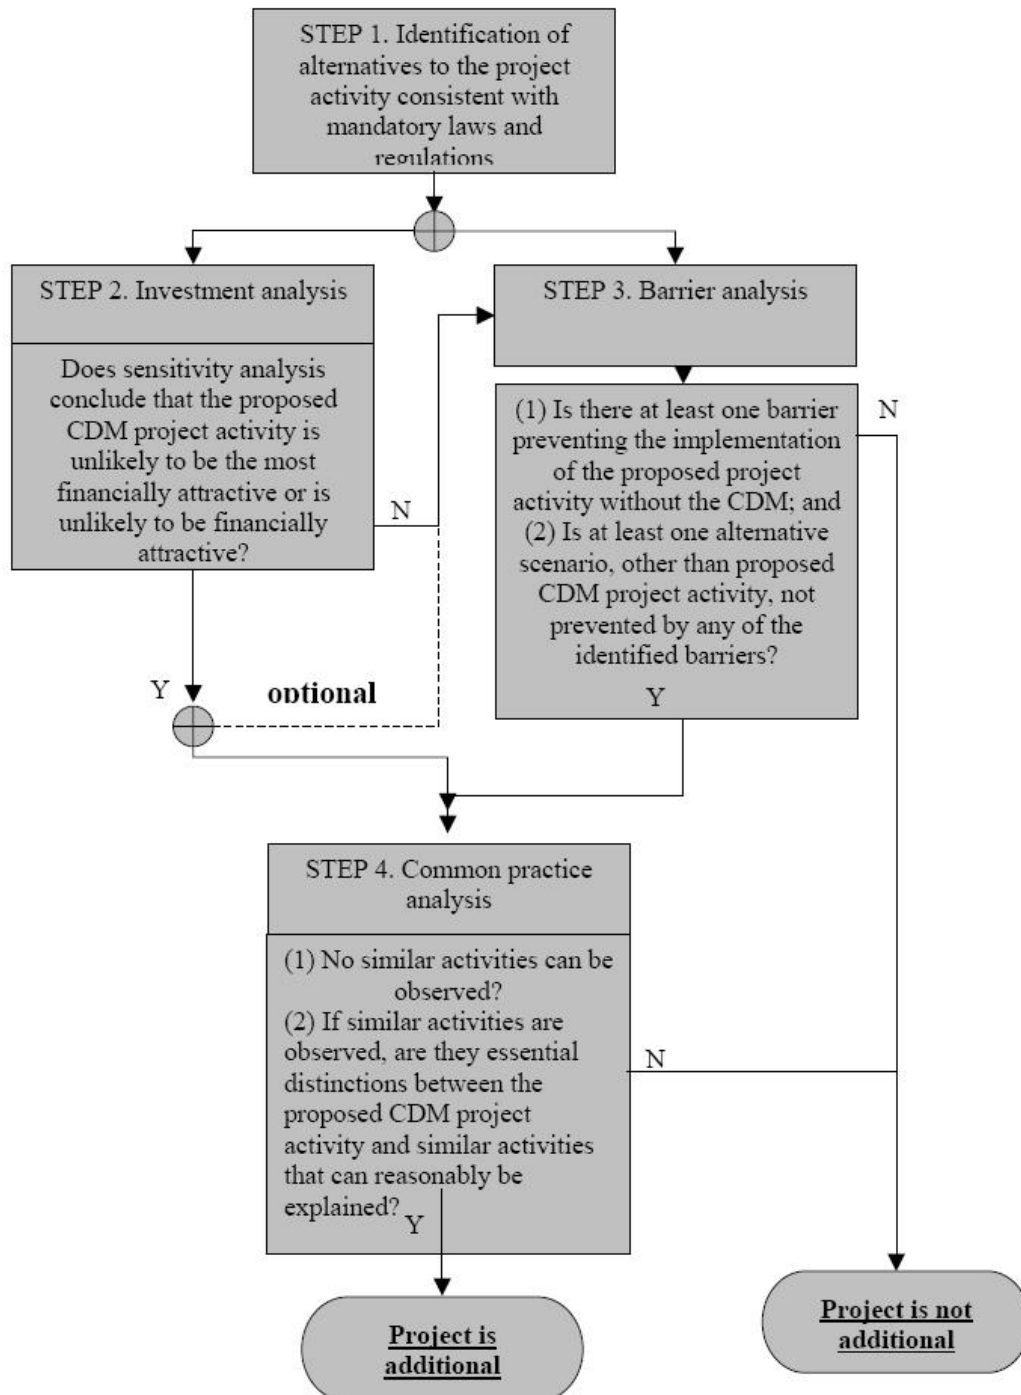 STEP 1. Identification of
alternatives to the project
activity consistent with
mandatory laws and
regulations
STEP 2. Investment analysis
Does sensitivity analysis
conclude that the proposed
CDM project activity is
unlikely to be the most
financially attractive or is
unlikely to be financially
attractive?
N
Y
optional
STEP 3. Barrier analysis
(1) Is there at least one barrier
preventing the implementation
of the proposed project
activity without the CDM; and
(2) Is at least one alternative
scenario, other than proposed
CDM project activity, not
prevented by any of the
identified barriers?
N
Y
STEP 4. Common practice
analysis
(1) No similar activities can be
observed?
(2) If similar activities are
observed, are they essential
distinctions between the
proposed CDM project
activity and similar activities
that can reasonably be
explained?
N
Y
Project is
additional
Project is not
additional